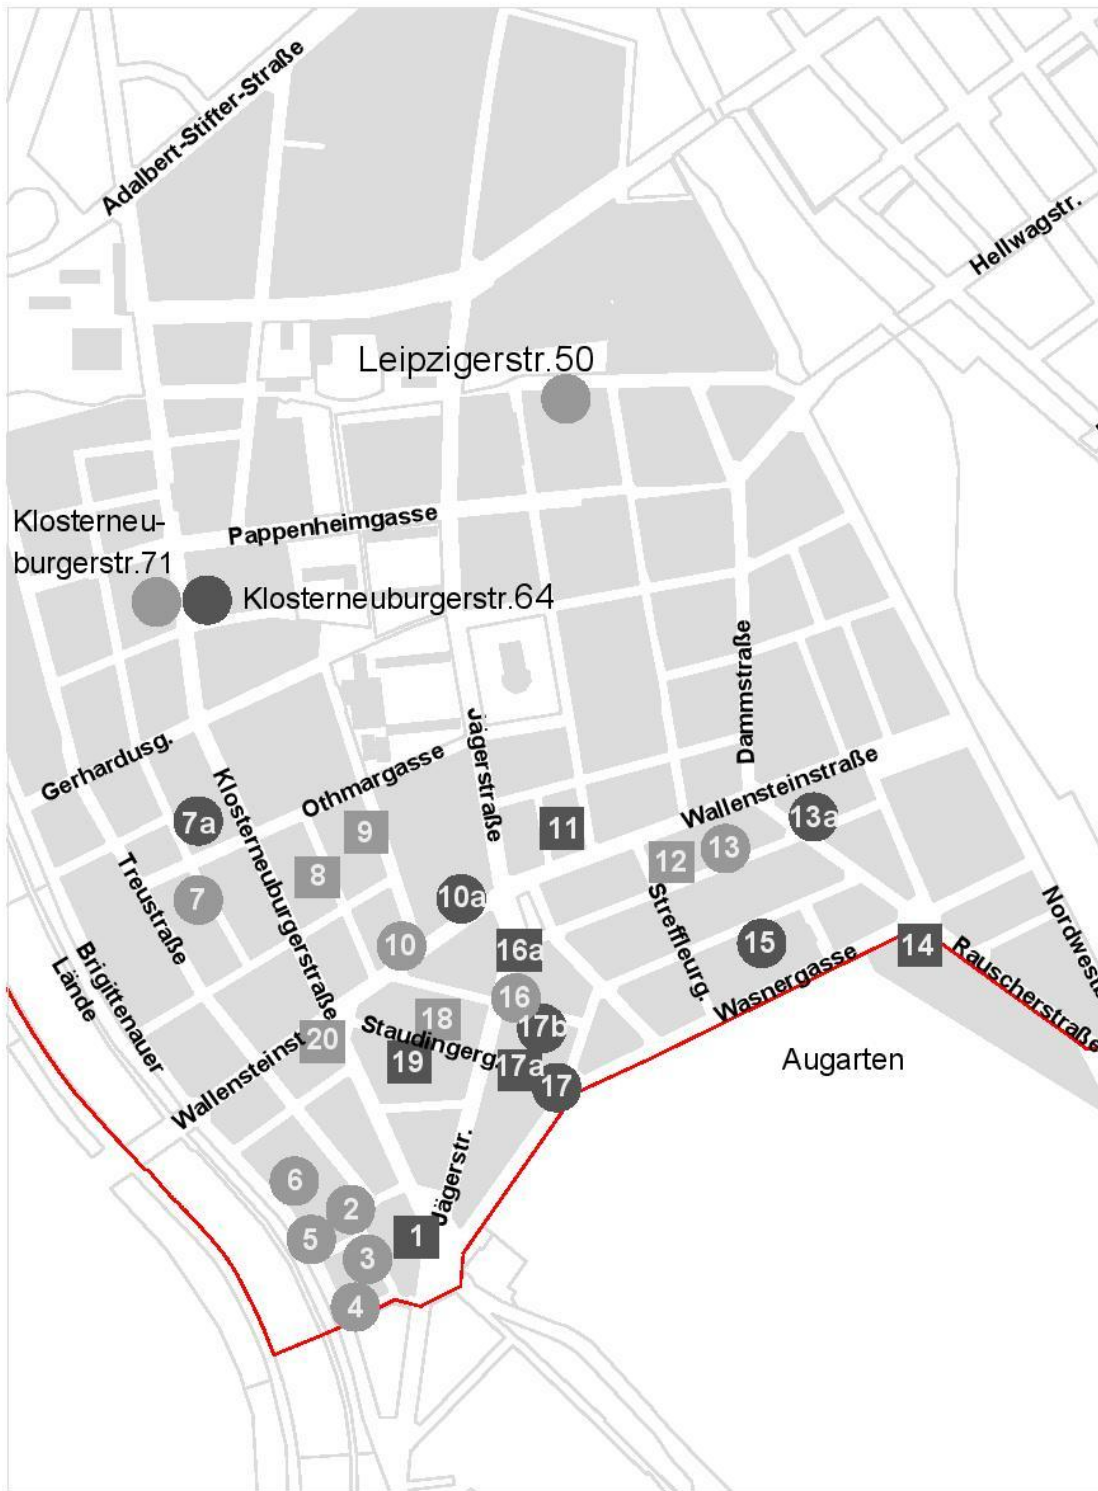 Adalbert-Stifter-Straße
Hellwagstr.
Leipzigerstr.50
Klosterneu-
burgerstr.71
Pappenheimgasse
Klosterneuburgerstr.64
Dammstraße
Jägerstraße
Gerhardusg.
Othmargasse
Klosterneuburgerstraße
Wallensteinstraße
7a
9
11
13a
12
13
8
Treustraße
7
10a
10
16a
Streffleurg.
15
14
Nordwestb
Brigittenauer
Lände
Wasnergasse
Rauscherstraße
16
18
17b
20
Staudingerg.
19
17a
17
Augarten
Wallensteinst
Jägerstr.
6
2
5
1
3
4